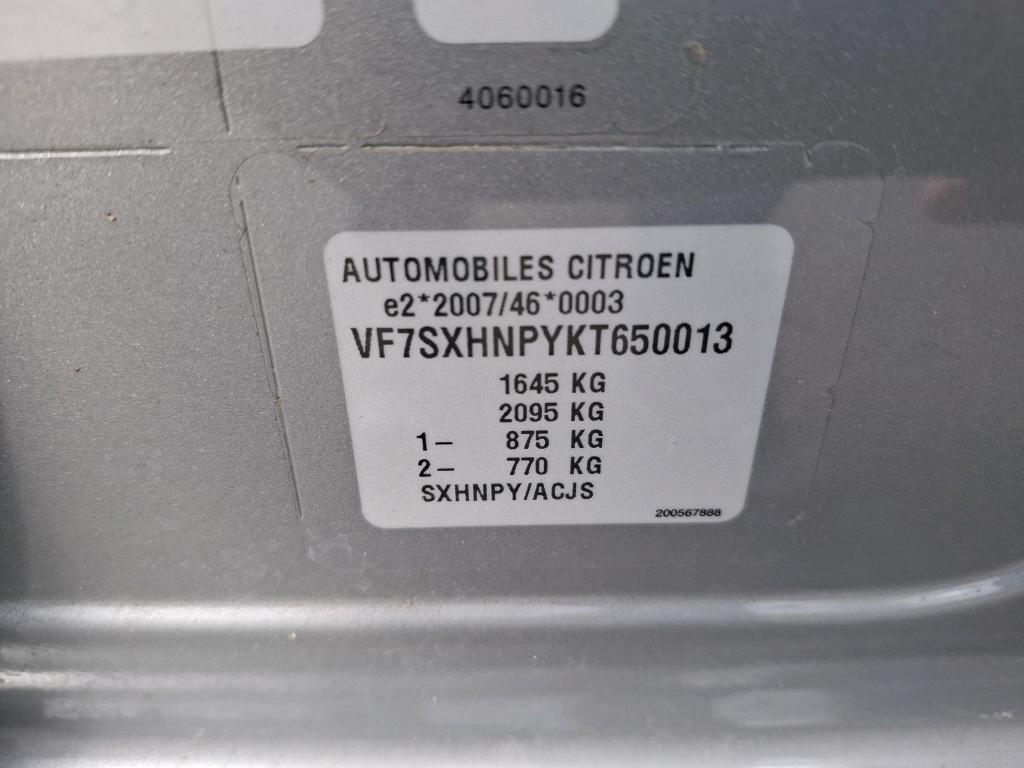 4060016
AUTOMOBILES CITROEN
e2*2007/46*0003
VF7SXHNPYKT650013
1645 KG
2095 KG
1- 875 KG
2- 770 KG
SXHNPY/ACJS
200567888